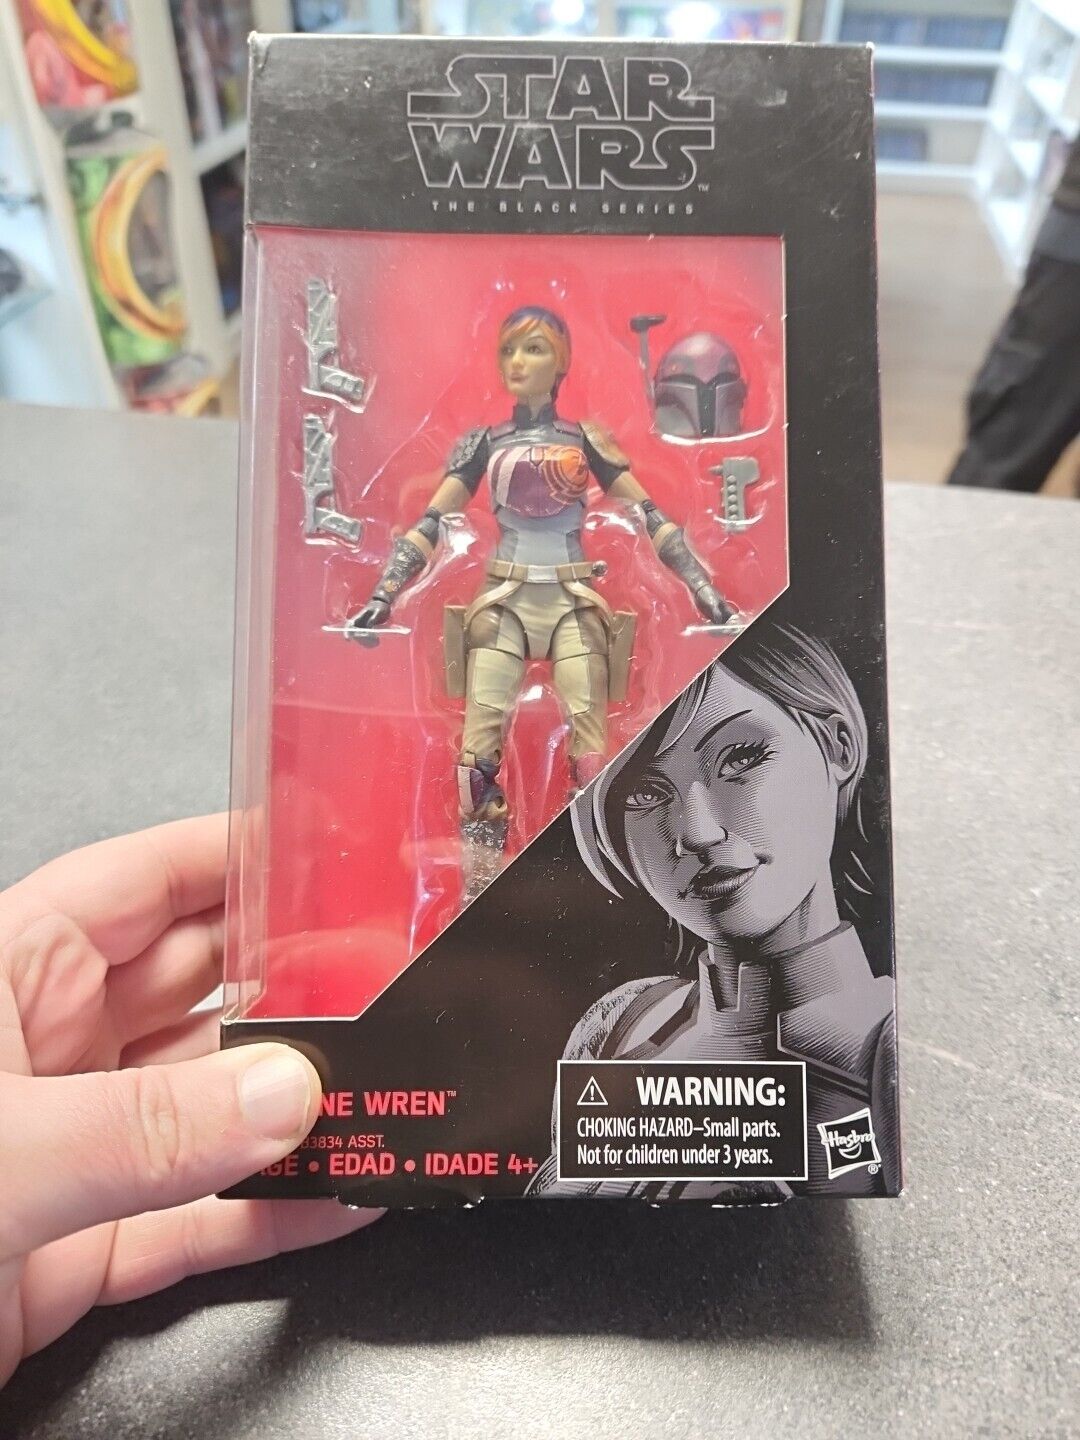 STAR
WARS™
THE BLACK SERIES
NE WREN™
B3834 ASST.
GE • EDAD • IDADE 4+
⚠ WARNING:
CHOKING HAZARD–Small parts.
Not for children under 3 years.
Hasbro®